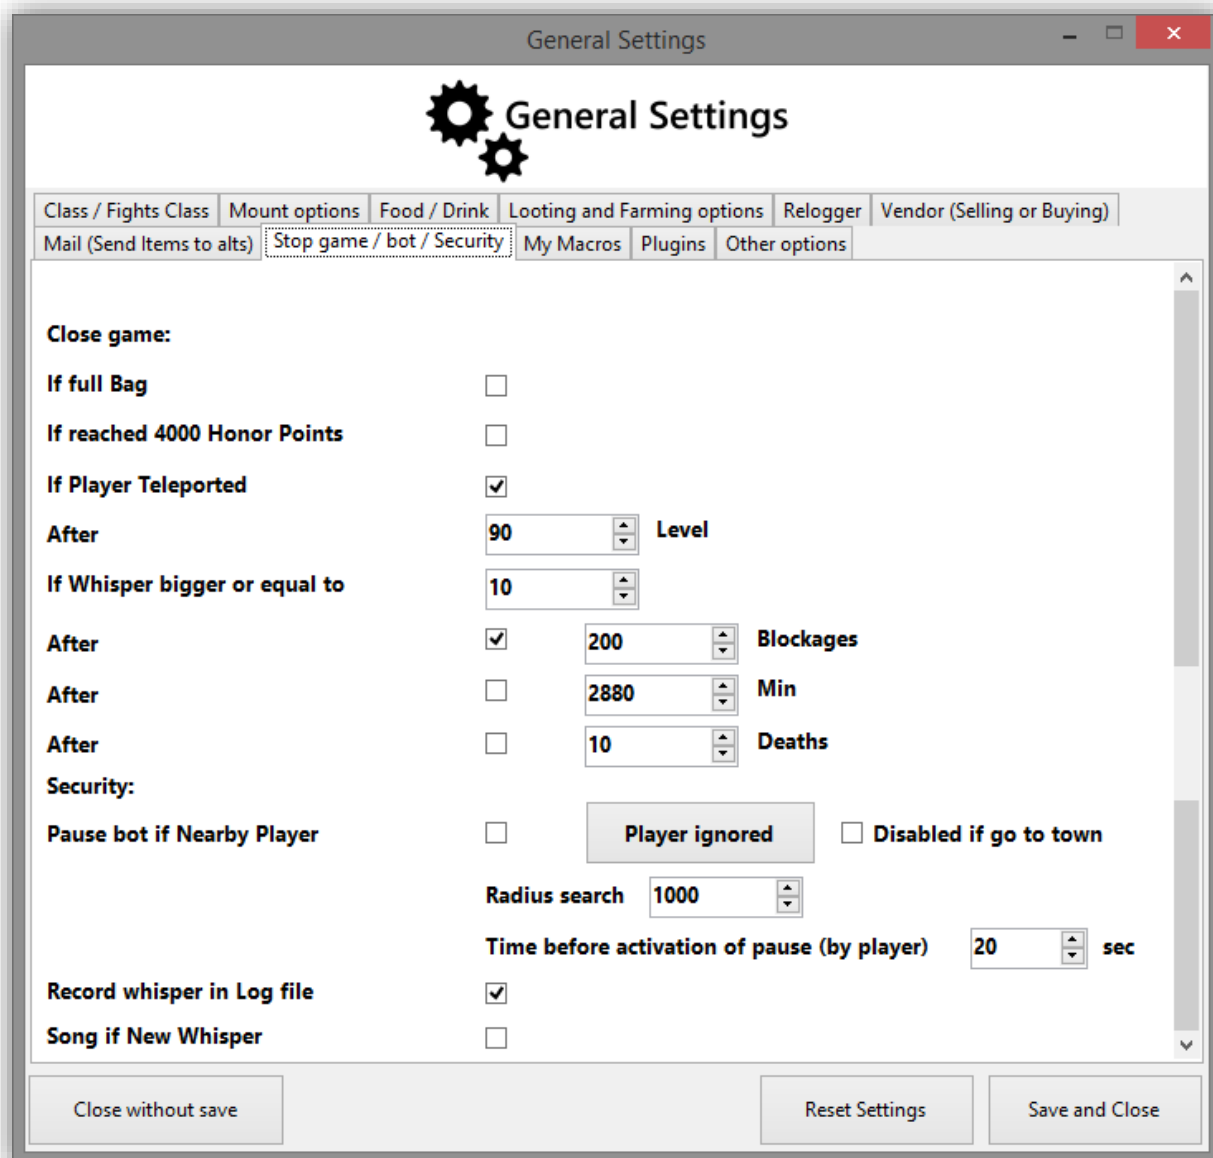 General Settings
General Settings
Class / Fights Class Mount options Food / Drink Looting and Farming options Relogger Vendor (Selling or Buying)
Mail (Send Items to alts) Stop game / bot / Security My Macros Plugins Other options
Close game:
If full Bag
If reached 4000 Honor Points
If Player Teleported
After 90 Level
If Whisper bigger or equal to 10
After 200 Blockages
After 2880 Min
After 10 Deaths
Security:
Pause bot if Nearby Player Player ignored Disabled if go to town
Radius search 1000
Time before activation of pause (by player) 20 sec
Record whisper in Log file
Song if New Whisper
Close without save Reset Settings Save and Close